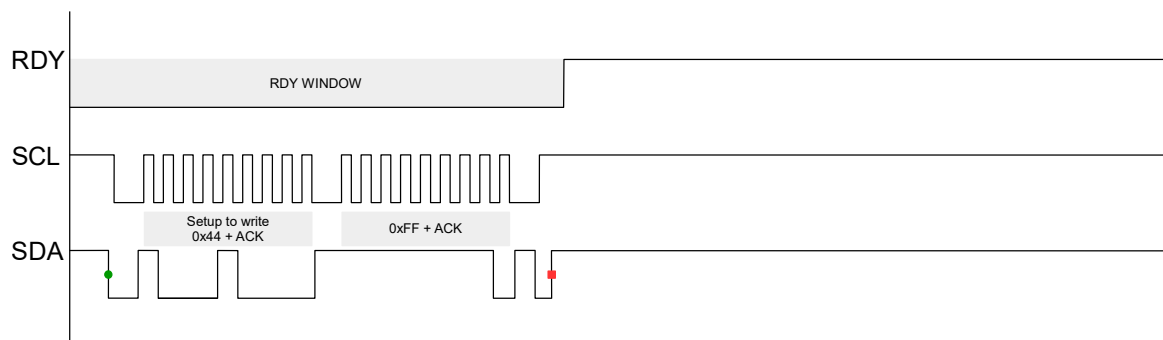 RDY
RDY WINDOW
SCL
Setup to write
0x44 + ACK
0xFF + ACK
SDA